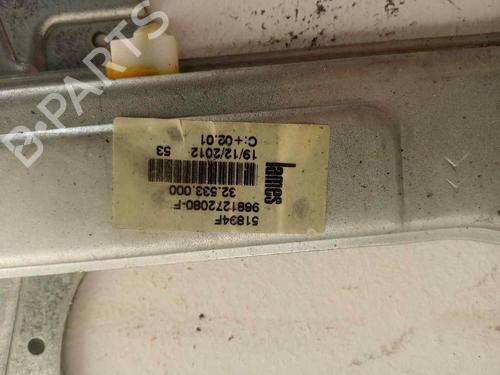 51894F
9681272080-F
32.533.000
Lames
19/12/2012 53
C:+02.01
B-PARTS